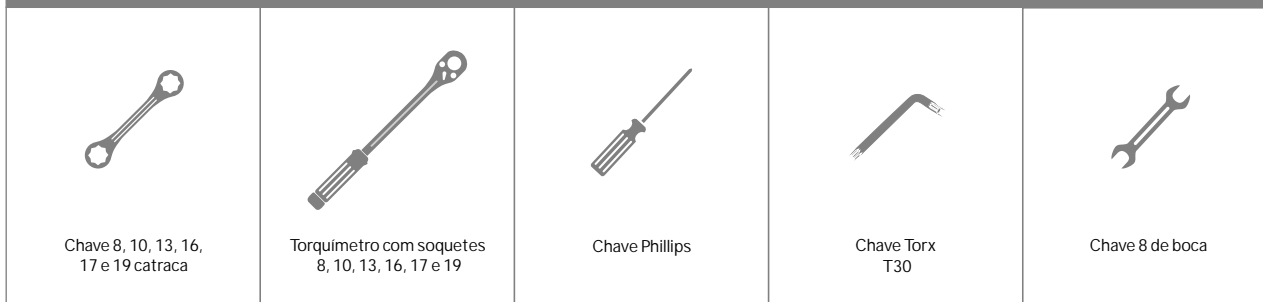 Chave 8, 10, 13, 16,
17 e 19 catraca
Torquímetro com soquetes
8, 10, 13, 16, 17 e 19
Chave Phillips
Chave Torx
T30
Chave 8 de boca